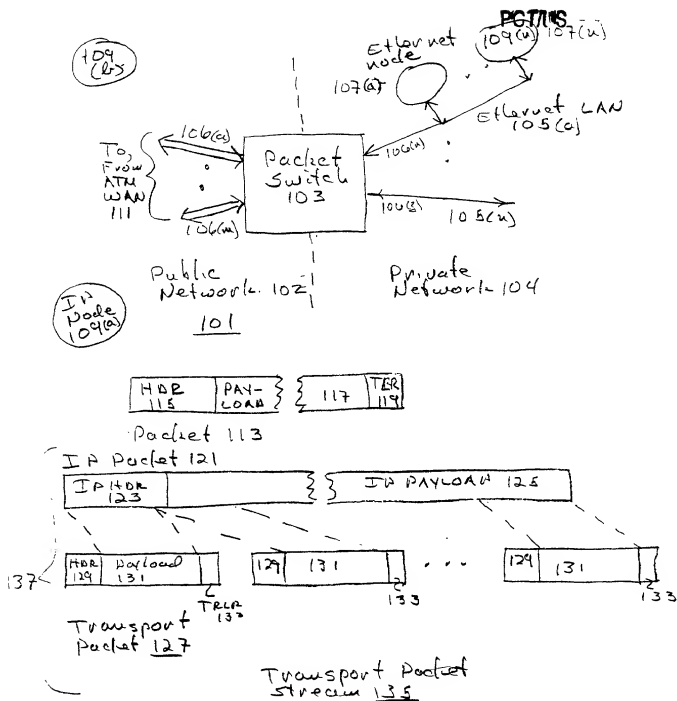 PCT/US
109
(b)
Ethernet
node
107(a)
109(n)
107(n)
Ethernet LAN
105(a)
To,
From
ATM
WAN
111
106(a)
106(m)
Packet
Switch
103
106(n)
105(n)
Public
Network 102
Private
Network 104
101
IP
Node
109(a)
HDR
115
PAY-
LOAD
117
TLR
119
Packet 113
IP Packet 121
IP HDR
123
IP PAYLOAD 125
137
HDR
129
Payload
131
TRLR
133
129
131
133
...
129
131
133
Transport
Packet 127
Transport Packet
stream 135